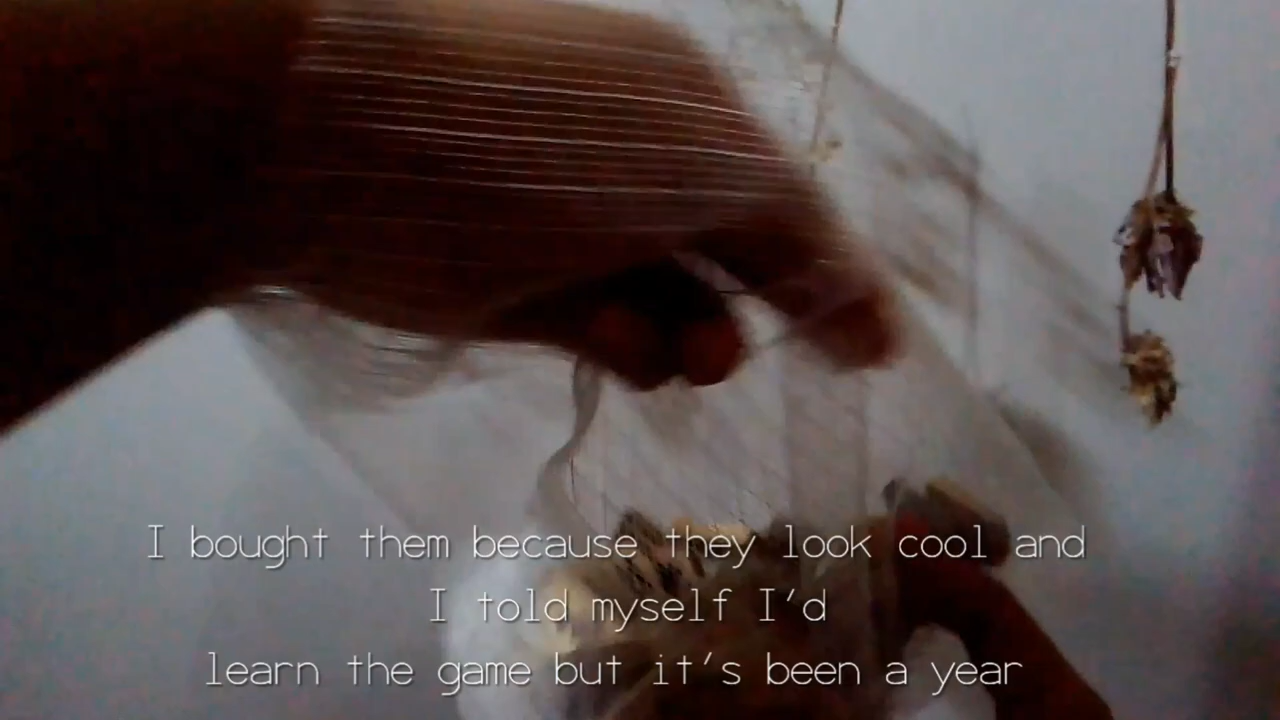 I bought them because they look cool and
I told myself I'd
learn the game but it's been a year